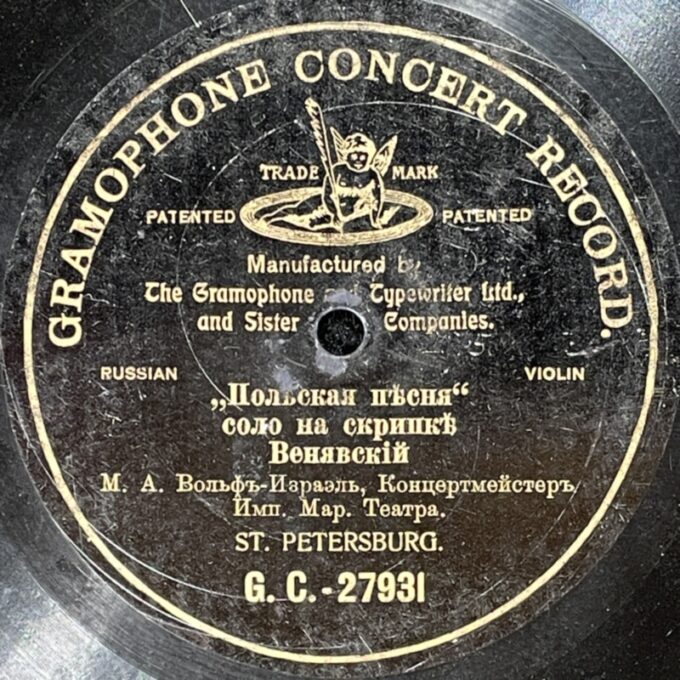 GRAMOPHONE CONCERT RECORD.
TRADE MARK
PATENTED PATENTED
Manufactured by
The Gramophone and Typewriter Ltd.,
and Sister Companies.
RUSSIAN VIOLIN
„Польская пѣсня“
соло на скрипкѣ
Венявскій
М. А. Вольфъ-Израэль, Концертмейстеръ
Имп. Мар. Театра.
ST. PETERSBURG.
G. C.-27931